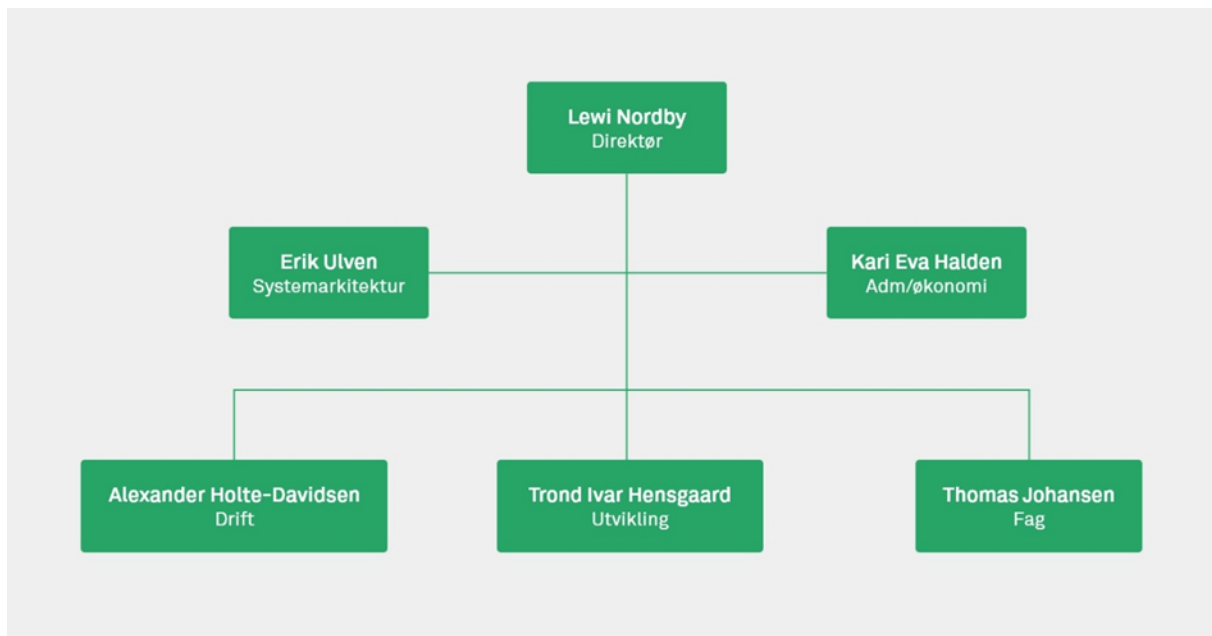 Lewi Nordby
Direktør
Erik Ulven
Systemarkitektur
Kari Eva Halden
Adm/økonomi
Alexander Holte-Davidsen
Drift
Trond Ivar Hensgaard
Utvikling
Thomas Johansen
Fag